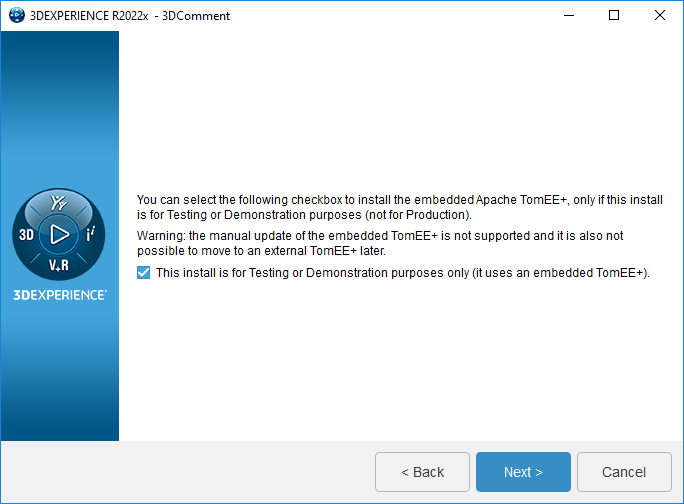 3DEXPERIENCE R2022x - 3DComment
You can select the following checkbox to install the embedded Apache TomEE+, only if this install
is for Testing or Demonstration purposes (not for Production).
Warning: the manual update of the embedded TomEE+ is not supported and it is also not
possible to move to an external TomEE+ later.
This install is for Testing or Demonstration purposes only (it uses an embedded TomEE+).
3D
i²
V+R
3DEXPERIENCE®
< Back
Next >
Cancel